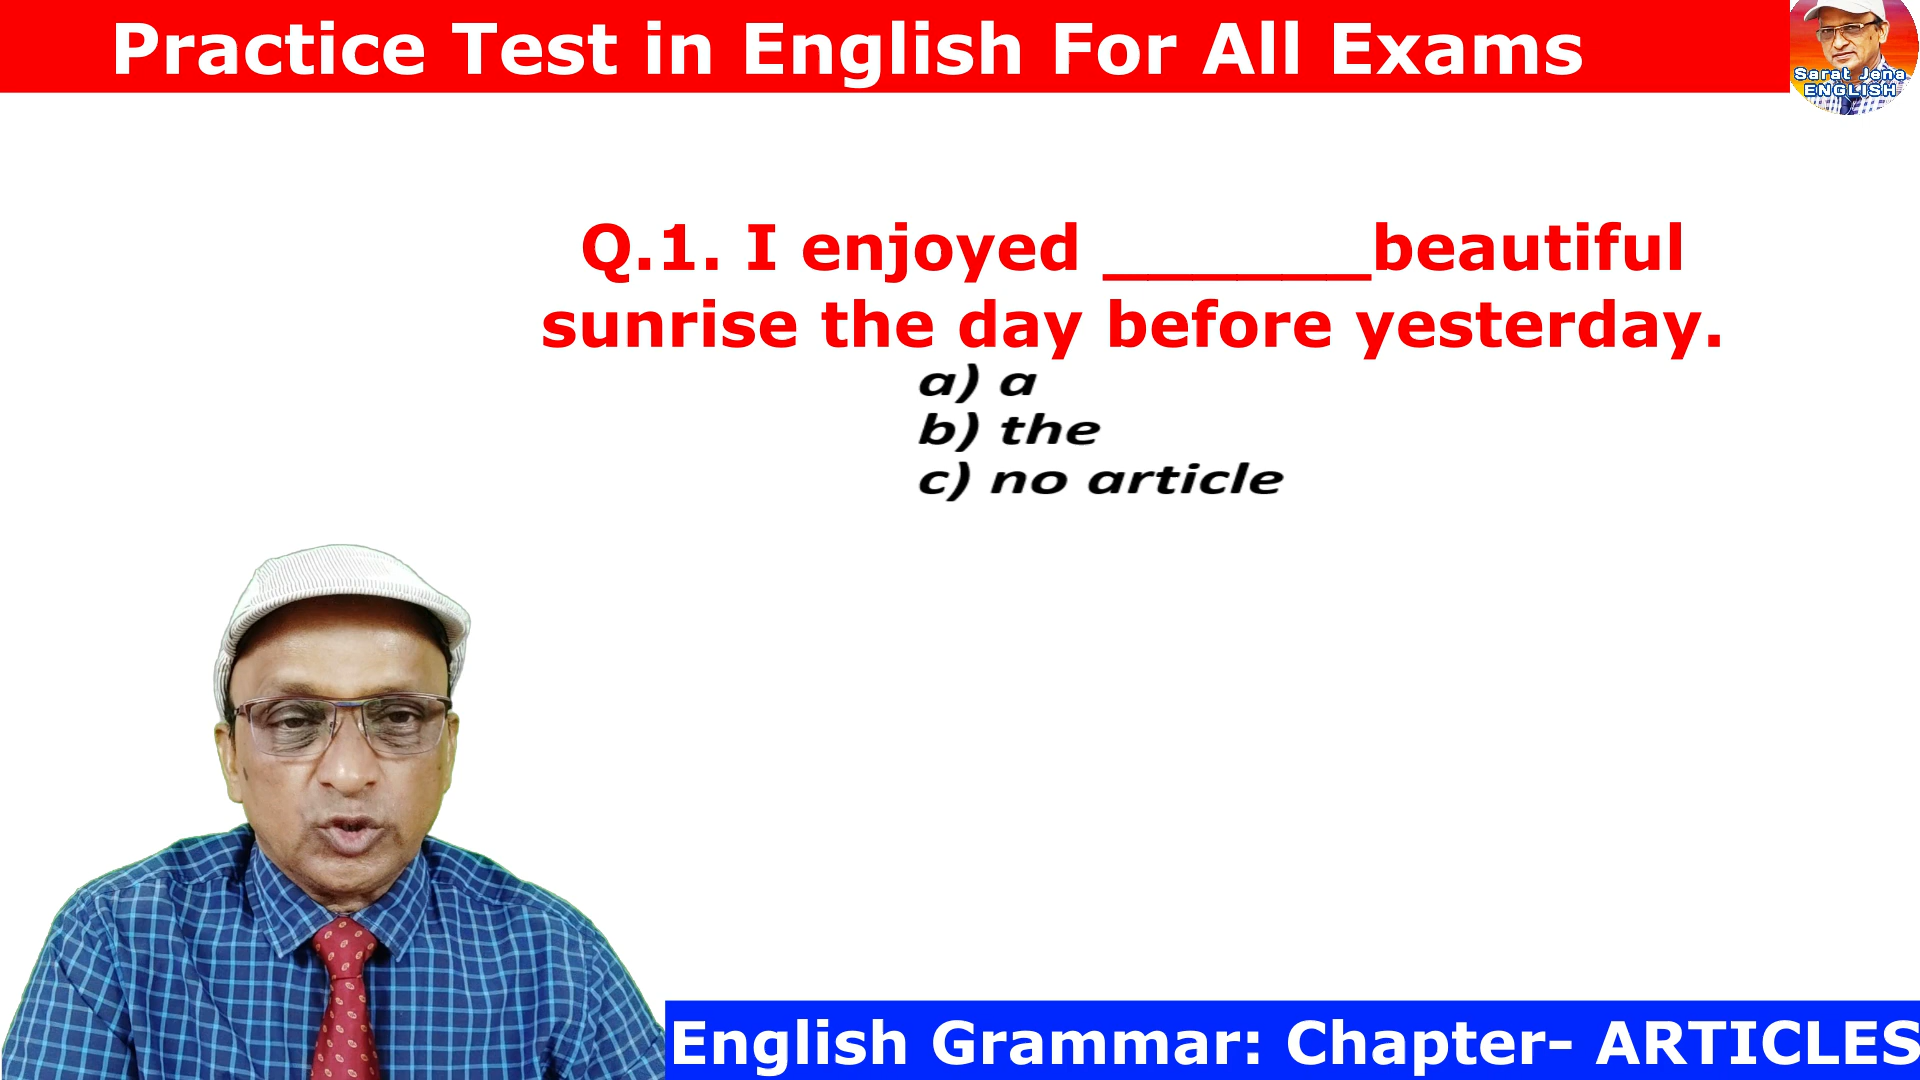 Practice Test in English For All Exams
Sarat Jena
ENGLISH
Q.1. I enjoyed ______beautiful
sunrise the day before yesterday.
a) a
b) the
c) no article
English Grammar: Chapter- ARTICLES